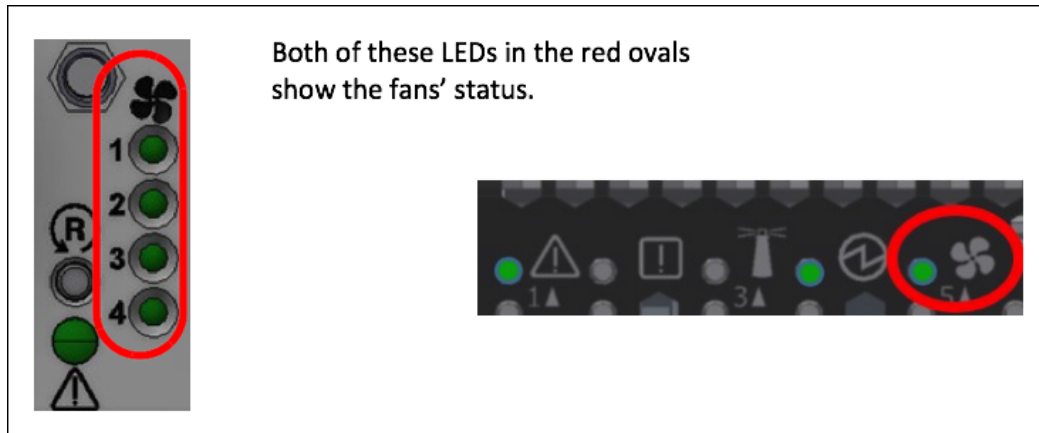 Both of these LEDs in the red ovals
show the fans’ status.
1
2
R
3
4
1▲
3▲
5▲